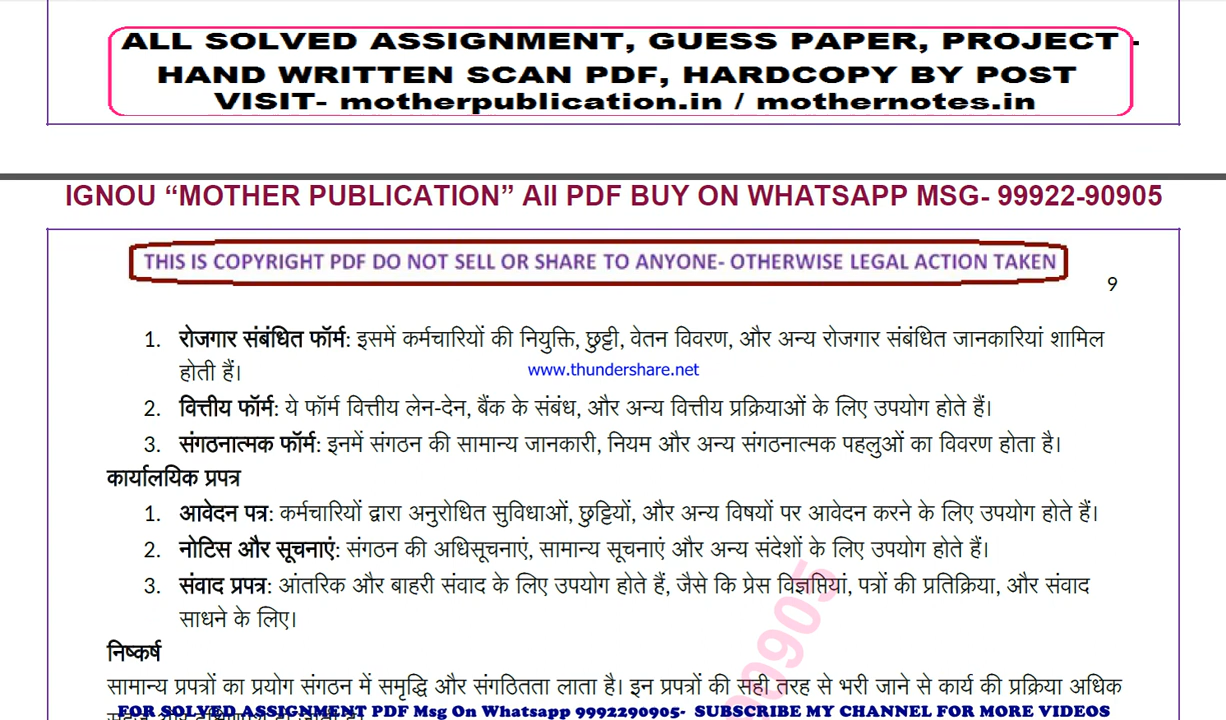 ALL SOLVED ASSIGNMENT, GUESS PAPER, PROJECT -
HAND WRITTEN SCAN PDF, HARDCOPY BY POST
VISIT- motherpublication.in / mothernotes.in
IGNOU “MOTHER PUBLICATION” All PDF BUY ON WHATSAPP MSG- 99922-90905
THIS IS COPYRIGHT PDF DO NOT SELL OR SHARE TO ANYONE- OTHERWISE LEGAL ACTION TAKEN
9
1. रोजगार संबंधित फॉर्म: इसमें कर्मचारियों की नियुक्ति, छुट्टी, वेतन विवरण, और अन्य रोजगार संबंधित जानकारियां शामिल
होती हैं।
www.thundershare.net
2. वित्तीय फॉर्म: ये फॉर्म वित्तीय लेन-देन, बैंक के संबंध, और अन्य वित्तीय प्रक्रियाओं के लिए उपयोग होते हैं।
3. संगठनात्मक फॉर्म: इनमें संगठन की सामान्य जानकारी, नियम और अन्य संगठनात्मक पहलुओं का विवरण होता है।
कार्यालयिक प्रपत्र
1. आवेदन पत्र: कर्मचारियों द्वारा अनुरोधित सुविधाओं, छुट्टियों, और अन्य विषयों पर आवेदन करने के लिए उपयोग होते हैं।
2. नोटिस और सूचनाएं: संगठन की अधिसूचनाएं, सामान्य सूचनाएं और अन्य संदेशों के लिए उपयोग होते हैं।
3. संवाद प्रपत्र: आंतरिक और बाहरी संवाद के लिए उपयोग होते हैं, जैसे कि प्रेस विज्ञप्तियां, पत्रों की प्रतिक्रिया, और संवाद
साधने के लिए।
निष्कर्ष
सामान्य प्रपत्रों का प्रयोग संगठन में समृद्धि और संगठितता लाता है। इन प्रपत्रों की सही तरह से भरी जाने से कार्य की प्रक्रिया अधिक
FOR SOLVED ASSIGNMENT PDF Msg On Whatsapp 9992290905- SUBSCRIBE MY CHANNEL FOR MORE VIDEOS